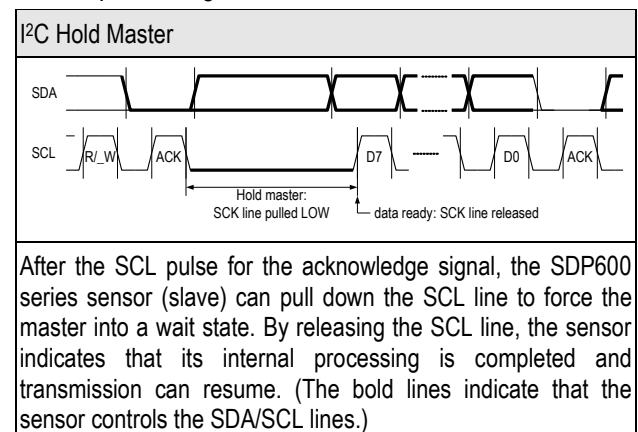 I²C Hold Master
SDA
SCL R/_W ACK D7 D0 ACK
Hold master:
SCK line pulled LOW data ready: SCK line released
After the SCL pulse for the acknowledge signal, the SDP600
series sensor (slave) can pull down the SCL line to force the
master into a wait state. By releasing the SCL line, the sensor
indicates that its internal processing is completed and
transmission can resume. (The bold lines indicate that the
sensor controls the SDA/SCL lines.)